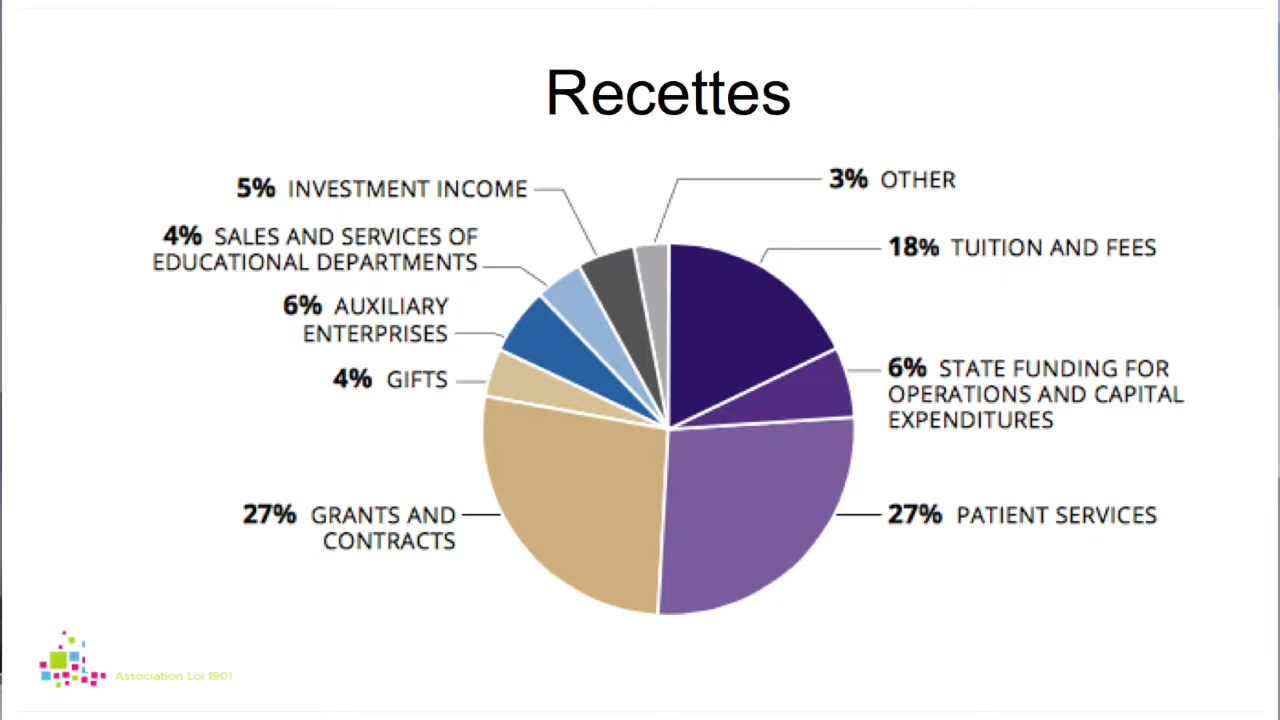 Recettes
5% INVESTMENT INCOME
3% OTHER
4% SALES AND SERVICES OF
EDUCATIONAL DEPARTMENTS
18% TUITION AND FEES
6% AUXILIARY
ENTERPRISES
4% GIFTS
6% STATE FUNDING FOR
OPERATIONS AND CAPITAL
EXPENDITURES
27% GRANTS AND
CONTRACTS
27% PATIENT SERVICES
Association Loi 1901